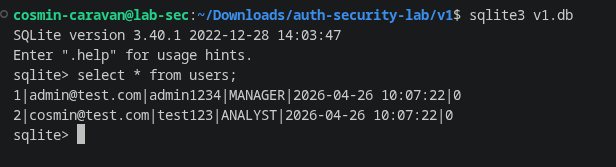 cosmin-caravan@lab-sec:~/Downloads/auth-security-lab/v1$ sqlite3 v1.db
SQLite version 3.40.1 2022-12-28 14:03:47
Enter ".help" for usage hints.
sqlite> select * from users;
1|admin@test.com|admin1234|MANAGER|2026-04-26 10:07:22|0
2|cosmin@test.com|test123|ANALYST|2026-04-26 10:07:22|0
sqlite>